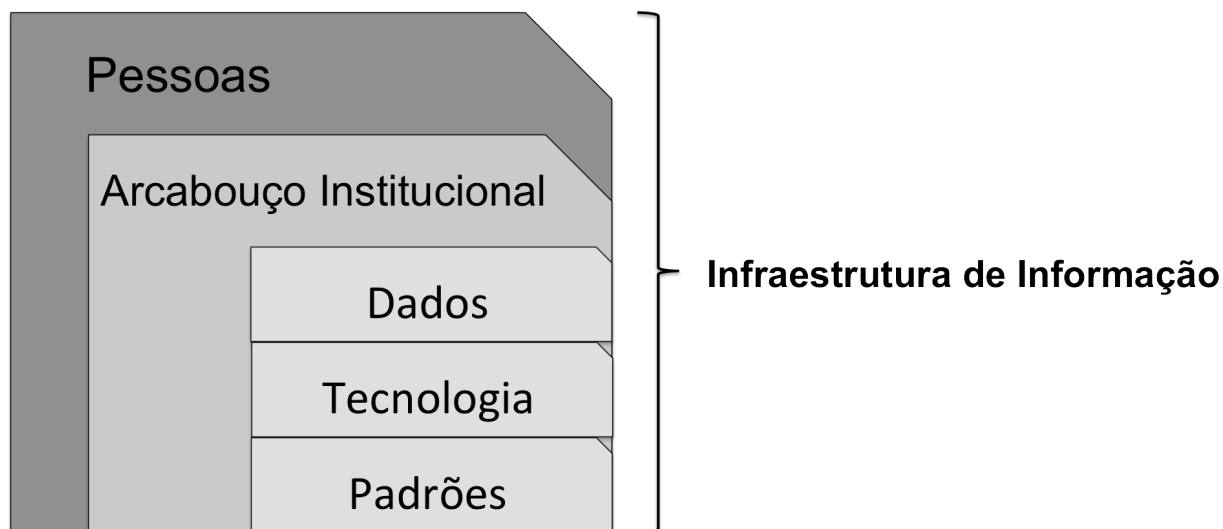 Pessoas
Arcabouço Institucional
Dados
Tecnologia
Padrões
Infraestrutura de Informação